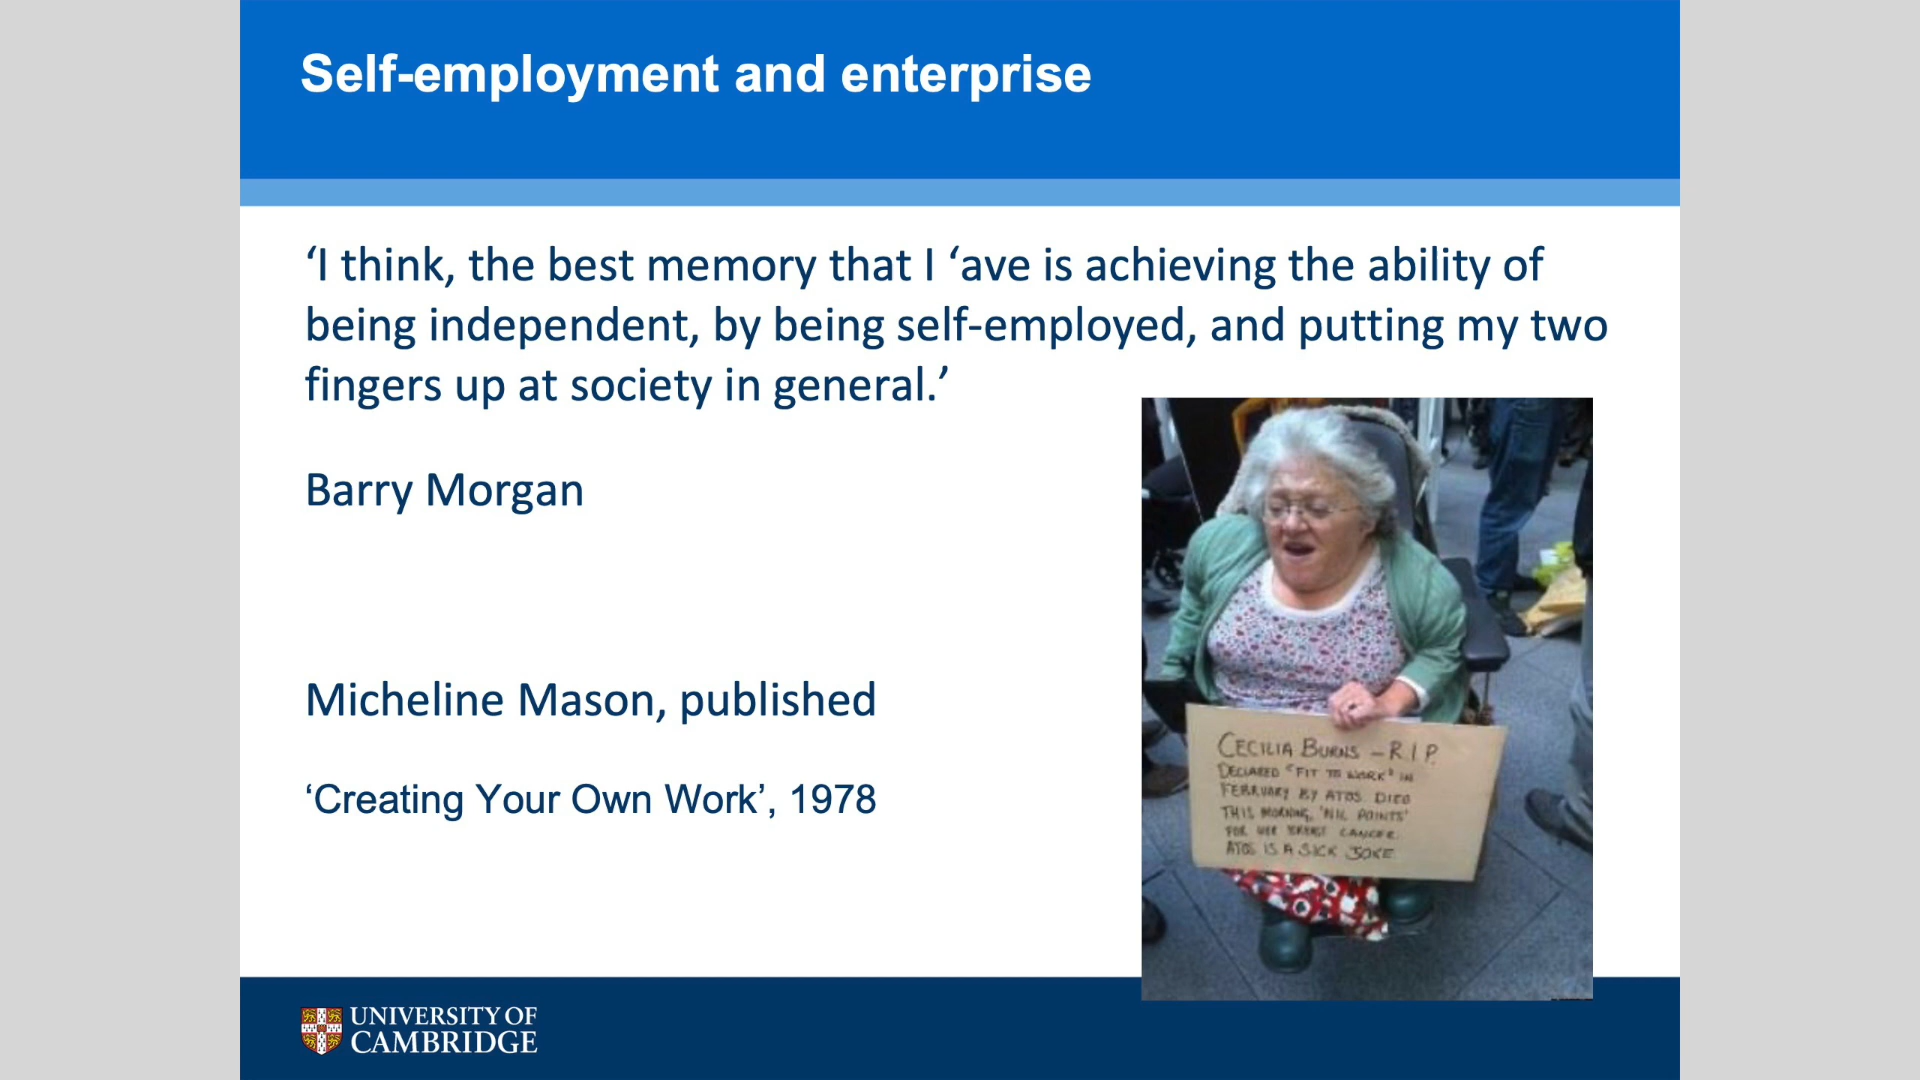 Self-employment and enterprise
‘I think, the best memory that I ‘ave is achieving the ability of
being independent, by being self-employed, and putting my two
fingers up at society in general.’
Barry Morgan
Micheline Mason, published
‘Creating Your Own Work’, 1978
CECILIA BURNS – R.I.P.
DECLARED "FIT TO WORK" IN
FEBRUARY BY ATOS. DIED
THIS MORNING, 'NIL POINTS'
FOR HER BREAST CANCER.
ATOS IS A SICK JOKE
UNIVERSITY OF
CAMBRIDGE